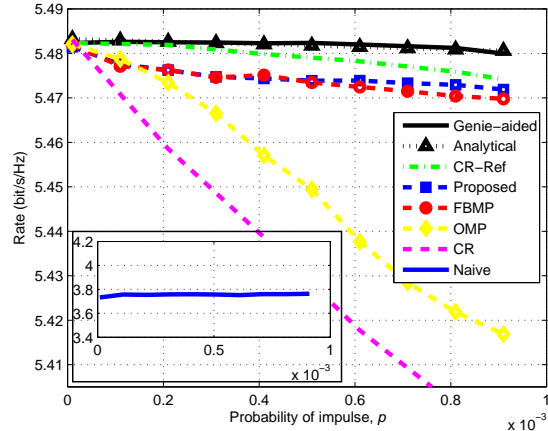 5.49
5.48
5.47
5.46
5.45
5.44
5.43
5.42
5.41
Rate (bit/s/Hz)
Genie-aided
Analytical
CR-Ref
Proposed
FBMP
OMP
CR
Naive
4.2
4
3.8
3.6
3.4
0 0.5 1
x 10⁻³
0 0.2 0.4 0.6 0.8 1
x 10⁻³
Probability of impulse, p